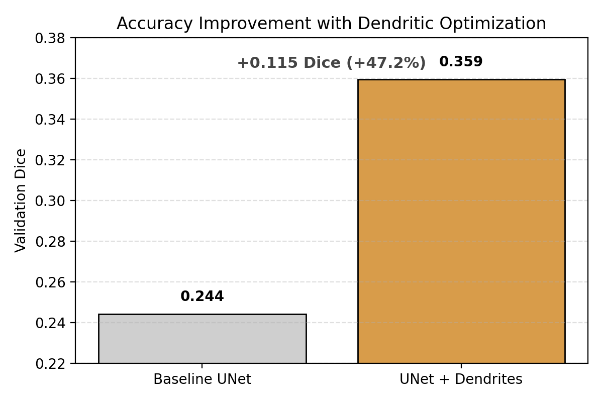 Accuracy Improvement with Dendritic Optimization
0.38
+0.115 Dice (+47.2%) 0.359
0.36
0.34
0.32
0.30
0.28
0.26
0.244
0.24
0.22
Validation Dice
Baseline UNet
UNet + Dendrites